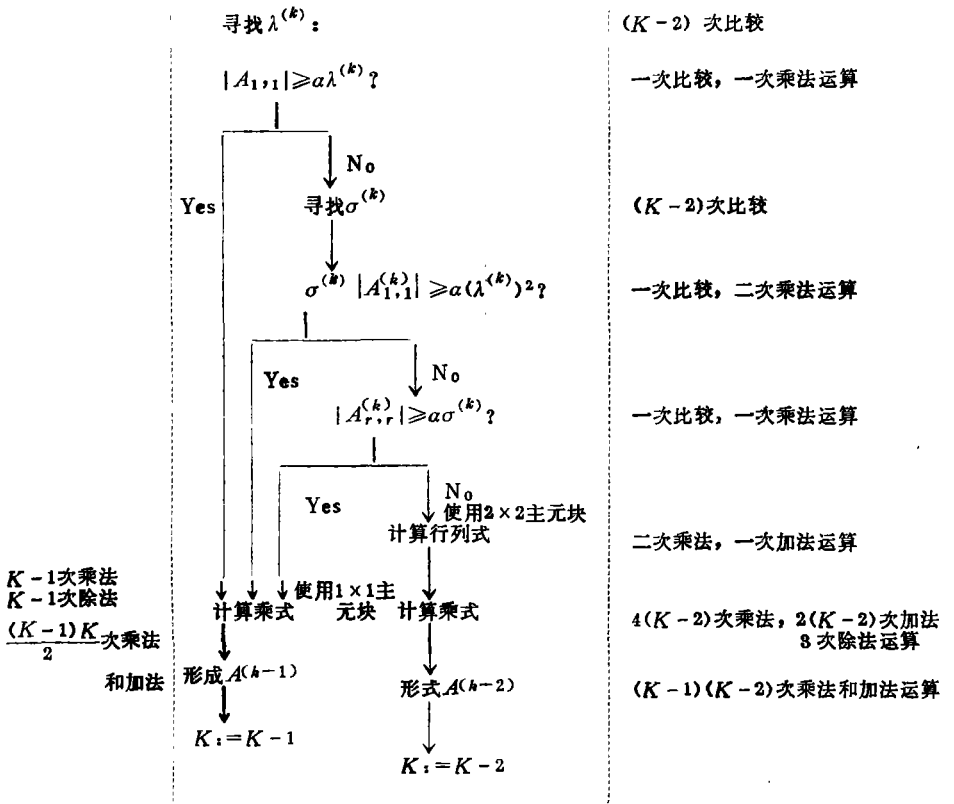 寻找λ^(k)：
(K－2) 次比较
|A₁,₁|≥αλ^(k)?
一次比较，一次乘法运算
No
Yes
寻找σ^(k)
(K－2)次比较
σ^(k) |A₁,₁^(k)| ≥α(λ^(k))²?
一次比较，二次乘法运算
Yes
No
|A_r,r^(k)|≥ασ^(k)?
一次比较，一次乘法运算
Yes
No
使用2×2主元块
计算行列式
二次乘法，一次加法运算
K－1次乘法
K－1次除法
使用1×1主
元块
计算乘式
计算乘式
4(K－2)次乘法，2(K－2)次加法
3次除法运算
(K－1)K/2 次乘法
和加法
形成A(k－1)
形式A(k－2)
(K－1)(K－2)次乘法和加法运算
K:=K－1
K:=K－2